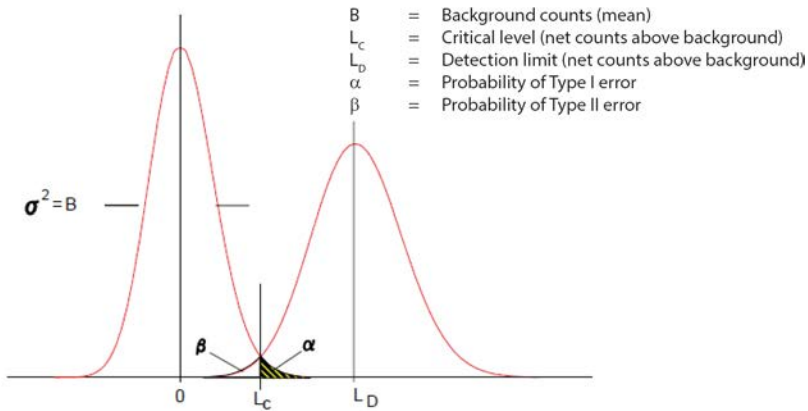 B = Background counts (mean)
L_C = Critical level (net counts above background)
L_D = Detection limit (net counts above background)
α = Probability of Type I error
β = Probability of Type II error
σ² = B
β
α
0
L_C
L_D